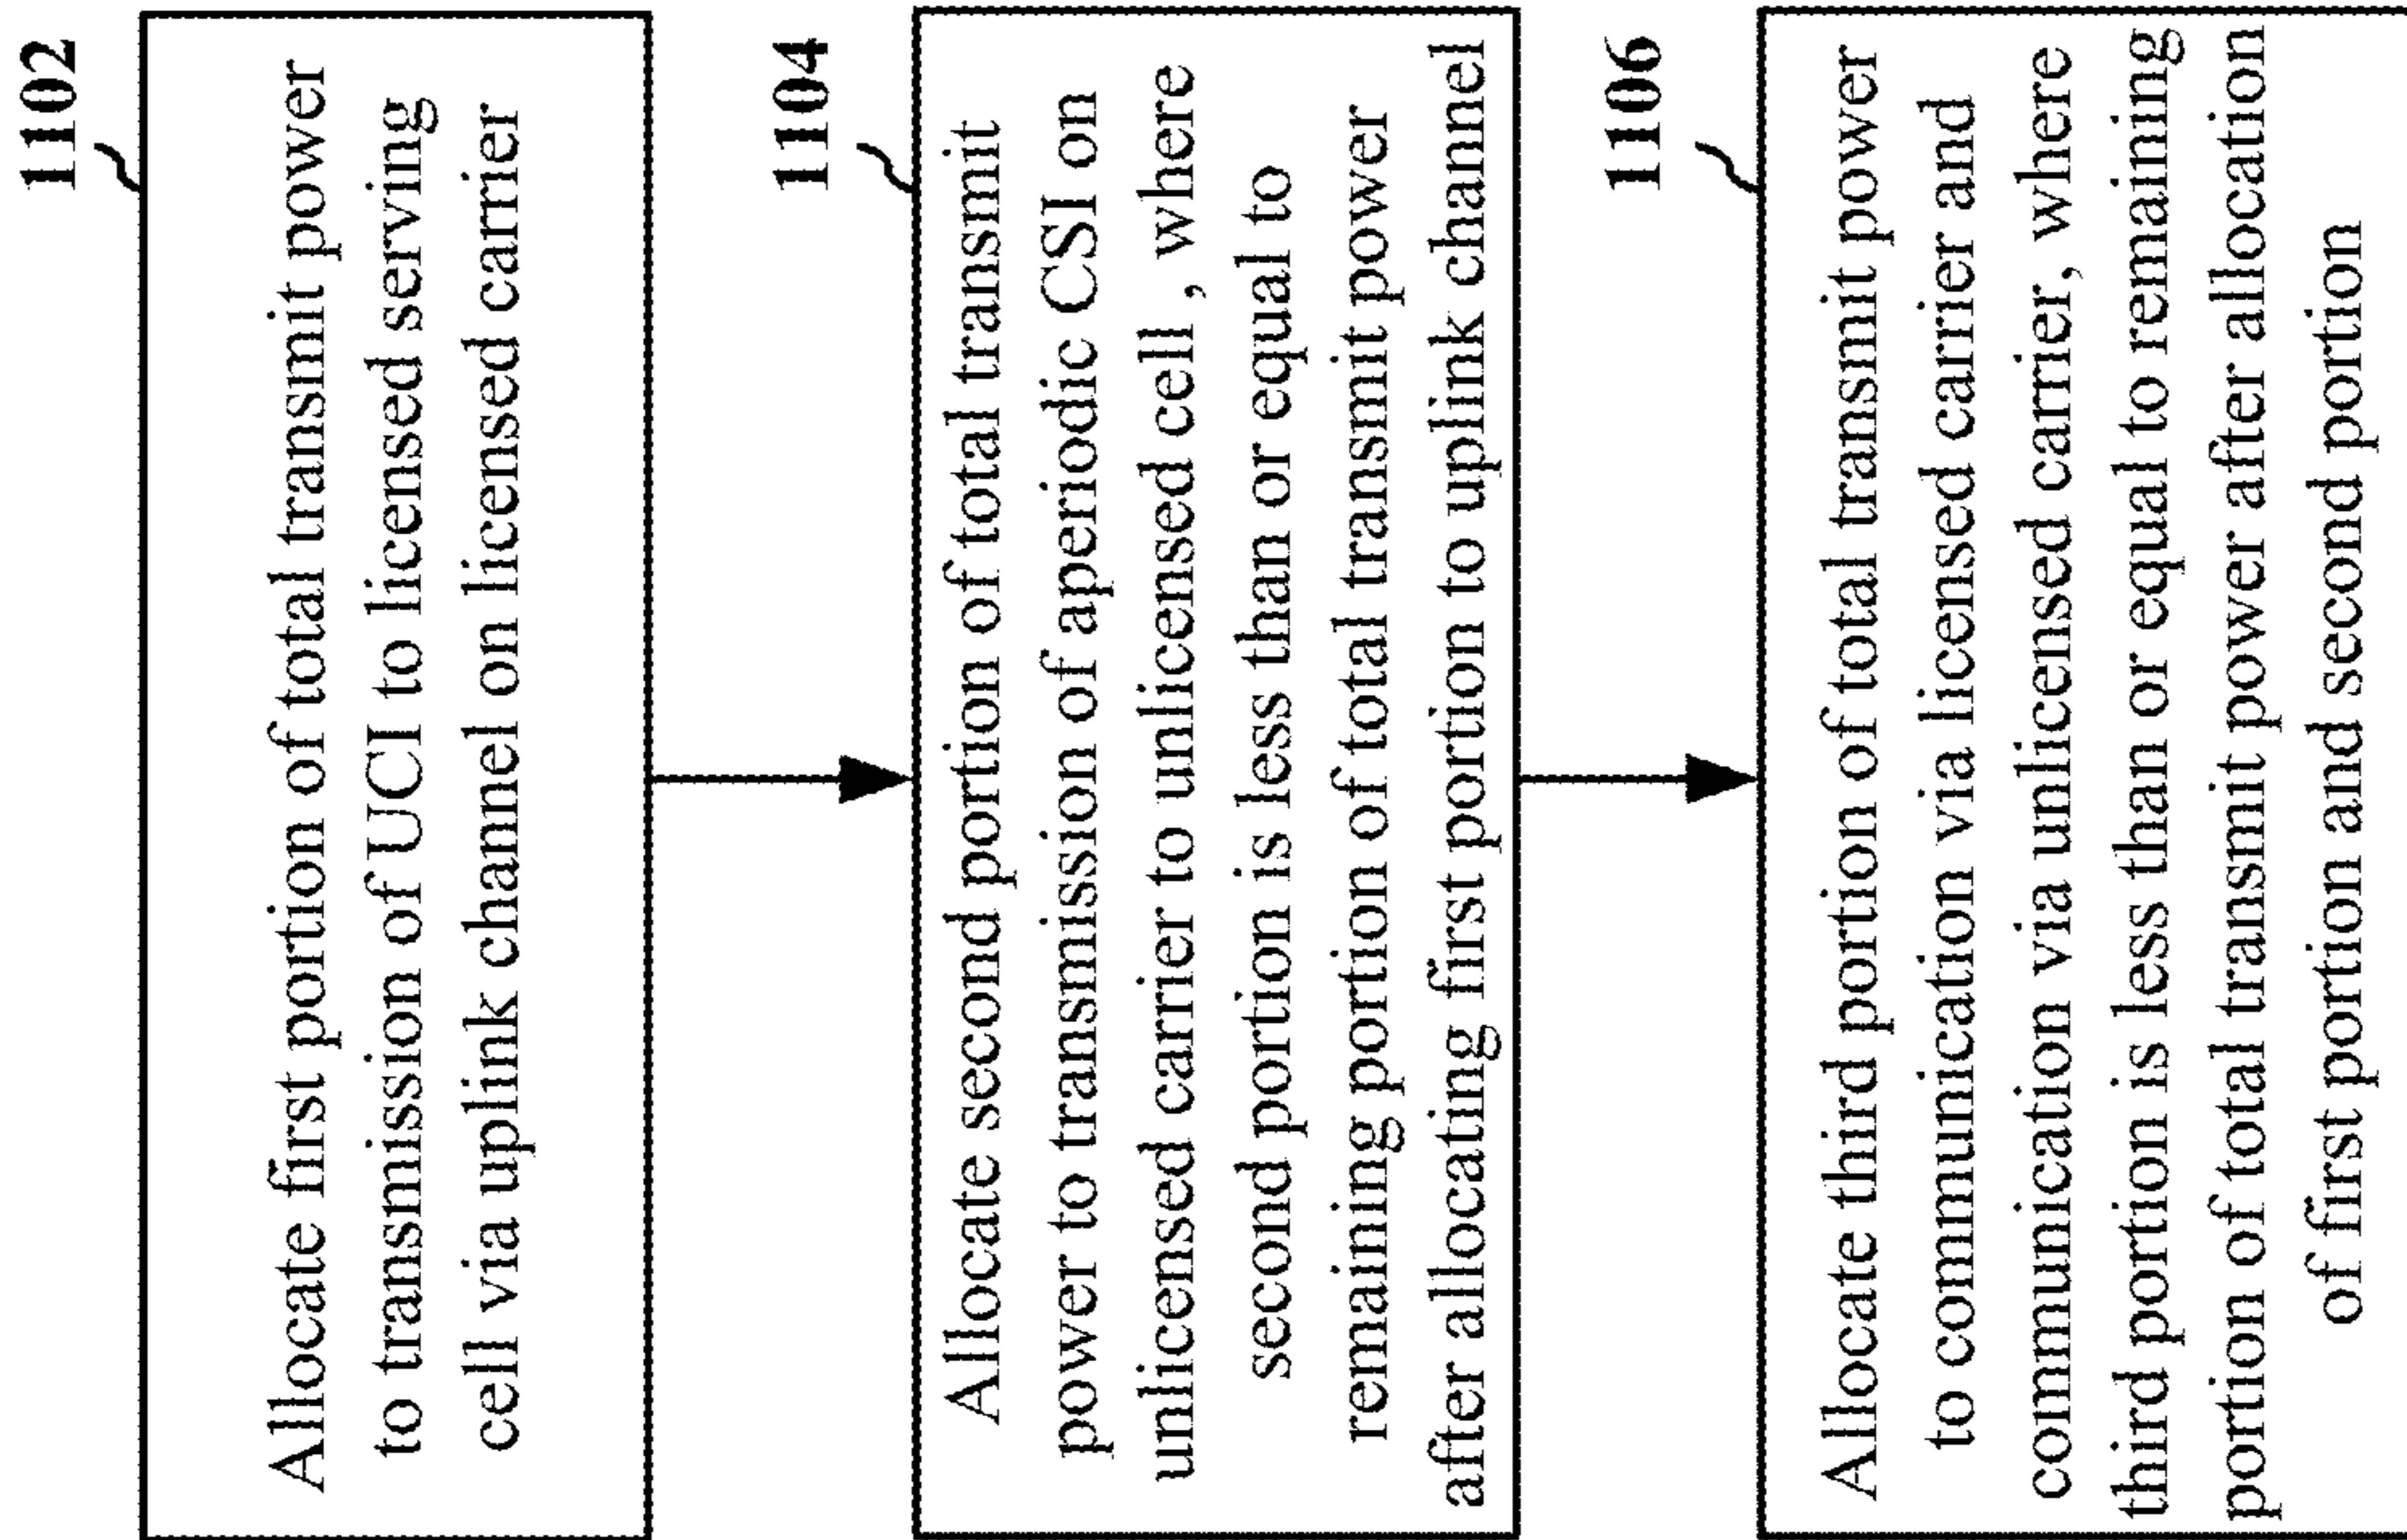 1102
Allocate first portion of total transmit power
to transmission of UCI to licensed serving
cell via uplink channel on licensed carrier
1104
Allocate second portion of total transmit
power to transmission of aperiodic CSI on
unlicensed carrier to unlicensed cell, where
second portion is less than or equal to
remaining portion of total transmit power
after allocating first portion to uplink channel
1106
Allocate third portion of total transmit power
to communication via licensed carrier and
communication via unlicensed carrier, where
third portion is less than or equal to remaining
portion of total transmit power after allocation
of first portion and second portion